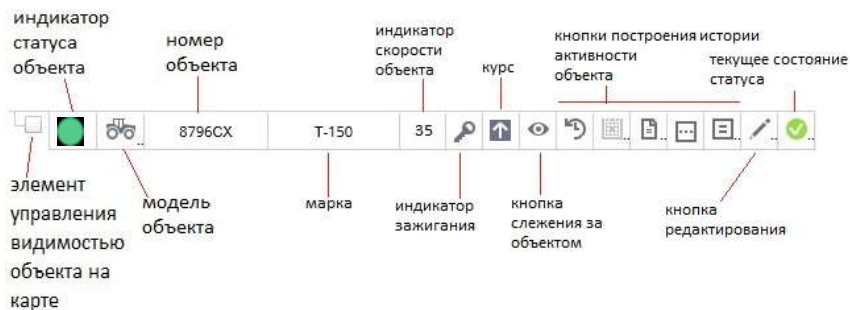 индикатор
статуса
объекта
номер
объекта
индикатор
скорости
объекта
курс
кнопки построения истории
активности
объекта
текущее состояние
статуса
8796СХ
Т-150
35
элемент
управления
видимостью
объекта на
карте
модель
объекта
марка
индикатор
зажигания
кнопка
слежения за
объектом
кнопка
редактирования